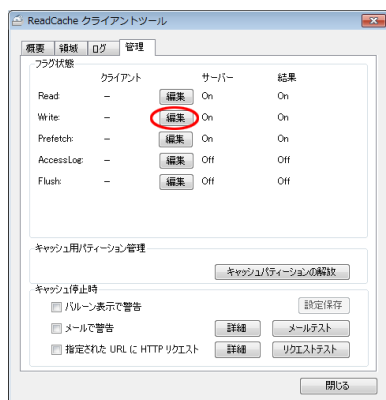 ReadCache クライアントツール
概要 領域 ログ 管理
フラグ状態
クライアント サーバー 結果
Read: − 編集 On On
Write: − 編集 On On
Prefetch: − 編集 On On
AccessLog: − 編集 Off Off
Flush: − 編集 Off Off
キャッシュ用パティーション管理
キャッシュパティーションの解放
キャッシュ停止時
バルーン表示で警告 設定保存
メールで警告 詳細 メールテスト
指定された URL に HTTP リクエスト 詳細 リクエストテスト
閉じる